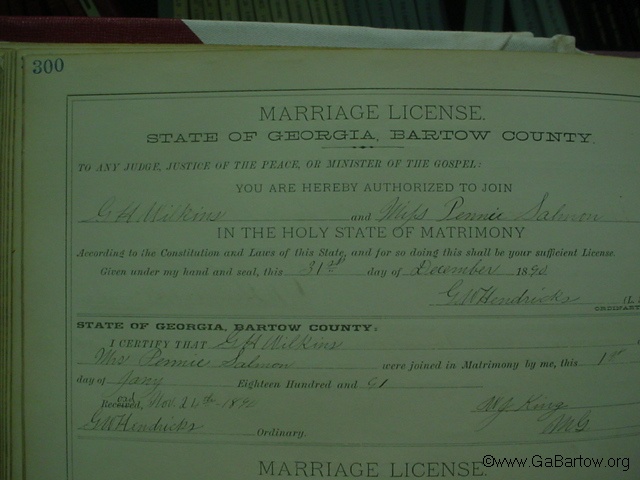 300
MARRIAGE LICENSE.
STATE OF GEORGIA, BARTOW COUNTY.
TO ANY JUDGE, JUSTICE OF THE PEACE, OR MINISTER OF THE GOSPEL:
YOU ARE HEREBY AUTHORIZED TO JOIN
G H Wilkins and Miss Pennie Salmon
IN THE HOLY STATE OF MATRIMONY
According to the Constitution and Laws of this State, and for so doing this shall be your sufficient License.
Given under my hand and seal, this 31st day of December 1890
G W Hendricks (L.
ORDINARY
STATE OF GEORGIA, BARTOW COUNTY:
I CERTIFY THAT G H Wilkins
Miss Pennie Salmon were joined in Matrimony by me, this 1st
day of Jany Eighteen Hundred and 91
Nov. 189
W J King
G W Hendricks Ordinary. M G
MARRIAGE LICENSE.
©www.GaBartow.org